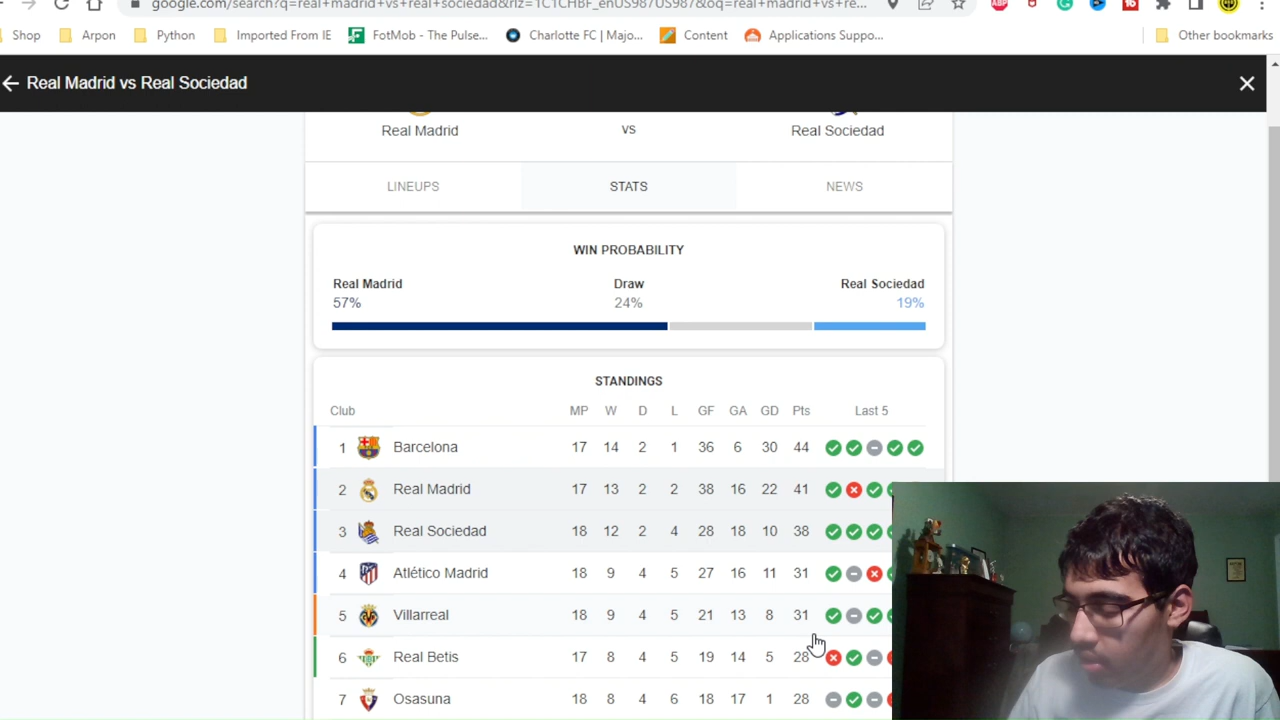 google.com/search?q=real+madrid+vs+real+sociedad&rlz=1C1CHBF_enUS987US987&oq=real+madrid+vs+re...
Shop Arpon Python Imported From IE FotMob - The Pulse... Charlotte FC | Majo... Content Applications Suppo... Other bookmarks
Real Madrid vs Real Sociedad
Real Madrid VS Real Sociedad
LINEUPS STATS NEWS
WIN PROBABILITY
Real Madrid Draw Real Sociedad
57% 24% 19%
STANDINGS
Club MP W D L GF GA GD Pts Last 5
1 Barcelona 17 14 2 1 36 6 30 44
2 Real Madrid 17 13 2 2 38 16 22 41
3 Real Sociedad 18 12 2 4 28 18 10 38
4 Atlético Madrid 18 9 4 5 27 16 11 31
5 Villarreal 18 9 4 5 21 13 8 31
6 Real Betis 17 8 4 5 19 14 5 28
7 Osasuna 18 8 4 6 18 17 1 28